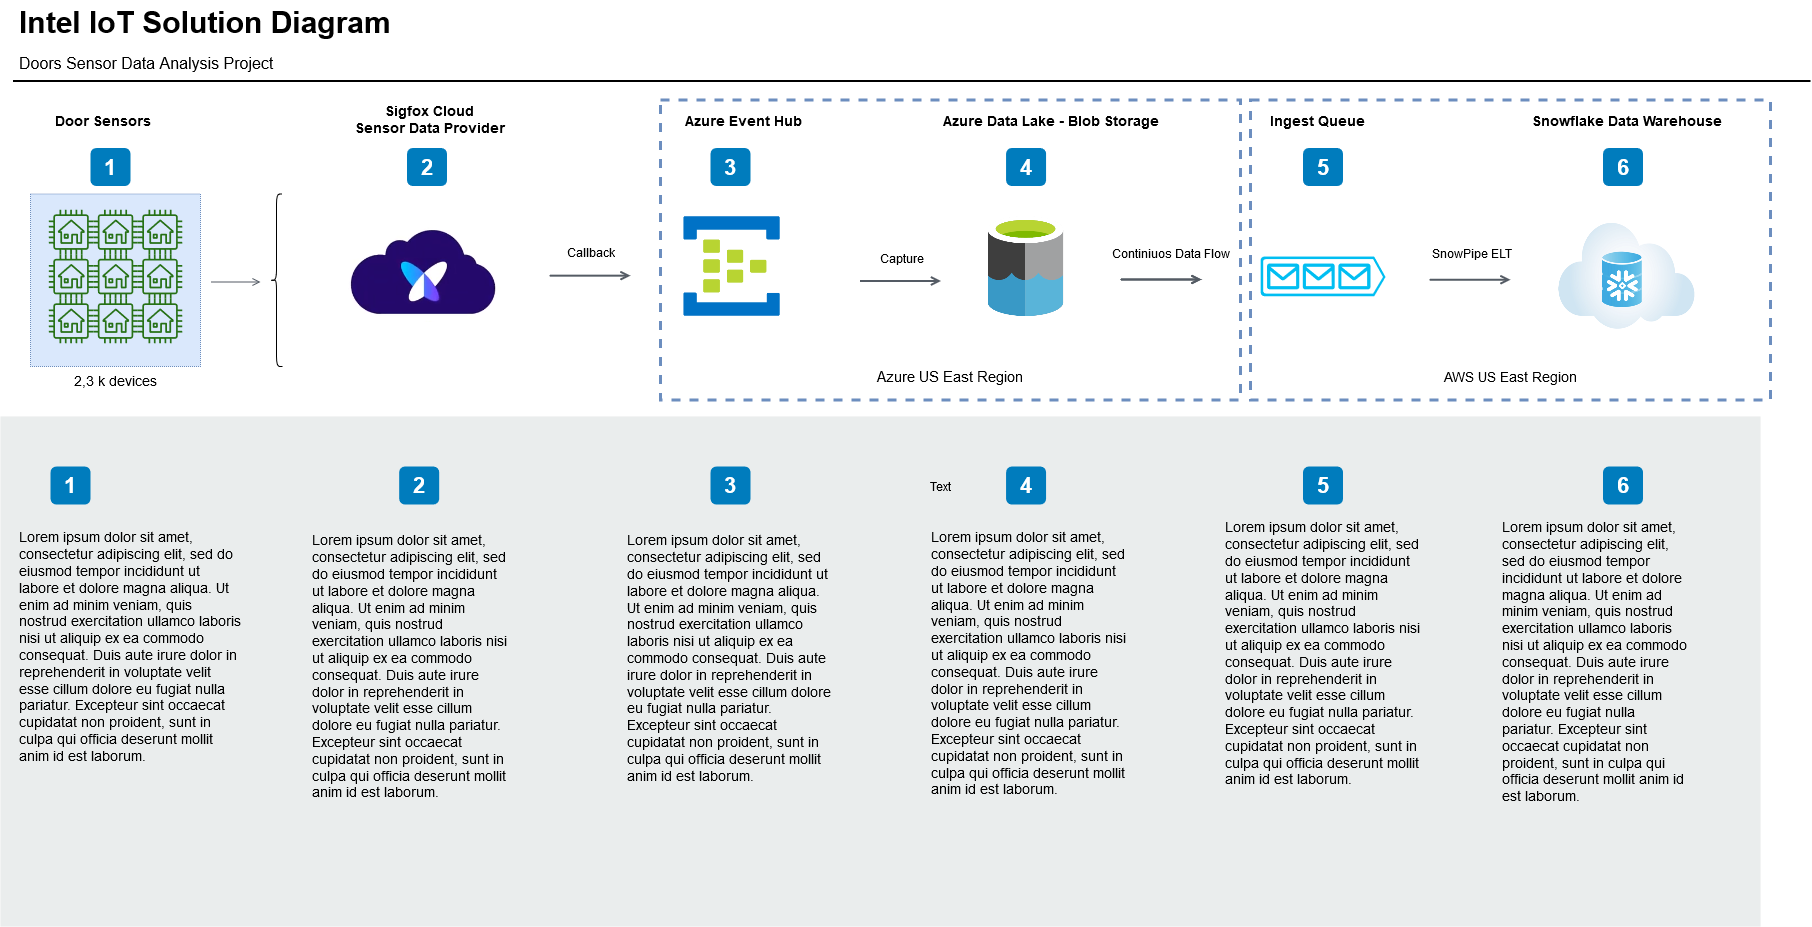 Intel IoT Solution Diagram
Doors Sensor Data Analysis Project
Door Sensors
Sigfox Cloud
Sensor Data Provider
Azure Event Hub
Azure Data Lake - Blob Storage
Ingest Queue
Snowflake Data Warehouse
1
2
3
4
5
6
Callback
Capture
Continiuos Data Flow
SnowPipe ELT
2,3 k devices
Azure US East Region
AWS US East Region
1
Lorem ipsum dolor sit amet,
consectetur adipiscing elit, sed do
eiusmod tempor incididunt ut
labore et dolore magna aliqua. Ut
enim ad minim veniam, quis
nostrud exercitation ullamco laboris
nisi ut aliquip ex ea commodo
consequat. Duis aute irure dolor in
reprehenderit in voluptate velit
esse cillum dolore eu fugiat nulla
pariatur. Excepteur sint occaecat
cupidatat non proident, sunt in
culpa qui officia deserunt mollit
anim id est laborum.
2
Lorem ipsum dolor sit amet,
consectetur adipiscing elit, sed
do eiusmod tempor incididunt
ut labore et dolore magna
aliqua. Ut enim ad minim
veniam, quis nostrud
exercitation ullamco laboris nisi
ut aliquip ex ea commodo
consequat. Duis aute irure
dolor in reprehenderit in
voluptate velit esse cillum
dolore eu fugiat nulla pariatur.
Excepteur sint occaecat
cupidatat non proident, sunt in
culpa qui officia deserunt mollit
anim id est laborum.
3
Lorem ipsum dolor sit amet,
consectetur adipiscing elit, sed
do eiusmod tempor incididunt ut
labore et dolore magna aliqua.
Ut enim ad minim veniam, quis
nostrud exercitation ullamco
laboris nisi ut aliquip ex ea
commodo consequat. Duis aute
irure dolor in reprehenderit in
voluptate velit esse cillum dolore
eu fugiat nulla pariatur.
Excepteur sint occaecat
cupidatat non proident, sunt in
culpa qui officia deserunt mollit
anim id est laborum.
Text
4
Lorem ipsum dolor sit amet,
consectetur adipiscing elit, sed
do eiusmod tempor incididunt
ut labore et dolore magna
aliqua. Ut enim ad minim
veniam, quis nostrud
exercitation ullamco laboris nisi
ut aliquip ex ea commodo
consequat. Duis aute irure
dolor in reprehenderit in
voluptate velit esse cillum
dolore eu fugiat nulla pariatur.
Excepteur sint occaecat
cupidatat non proident, sunt in
culpa qui officia deserunt mollit
anim id est laborum.
5
Lorem ipsum dolor sit amet,
consectetur adipiscing elit, sed
do eiusmod tempor incididunt
ut labore et dolore magna
aliqua. Ut enim ad minim
veniam, quis nostrud
exercitation ullamco laboris nisi
ut aliquip ex ea commodo
consequat. Duis aute irure
dolor in reprehenderit in
voluptate velit esse cillum
dolore eu fugiat nulla pariatur.
Excepteur sint occaecat
cupidatat non proident, sunt in
culpa qui officia deserunt mollit
anim id est laborum.
6
Lorem ipsum dolor sit amet,
consectetur adipiscing elit,
sed do eiusmod tempor
incididunt ut labore et dolore
magna aliqua. Ut enim ad
minim veniam, quis nostrud
exercitation ullamco laboris
nisi ut aliquip ex ea commodo
consequat. Duis aute irure
dolor in reprehenderit in
voluptate velit esse cillum
dolore eu fugiat nulla
pariatur. Excepteur sint
occaecat cupidatat non
proident, sunt in culpa qui
officia deserunt mollit anim id
est laborum.